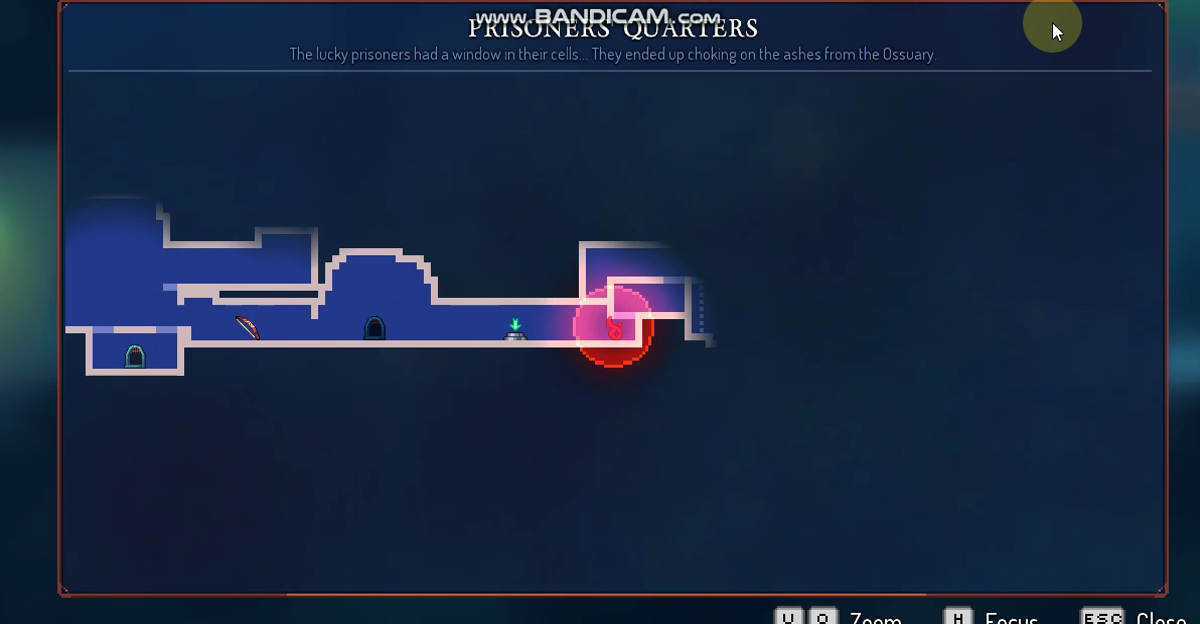 www.BANDICAM.com
PRISONERS' QUARTERS
The lucky prisoners had a window in their cells... They ended up choking on the ashes from the Ossuary.
Zoom H Focus ESC Close